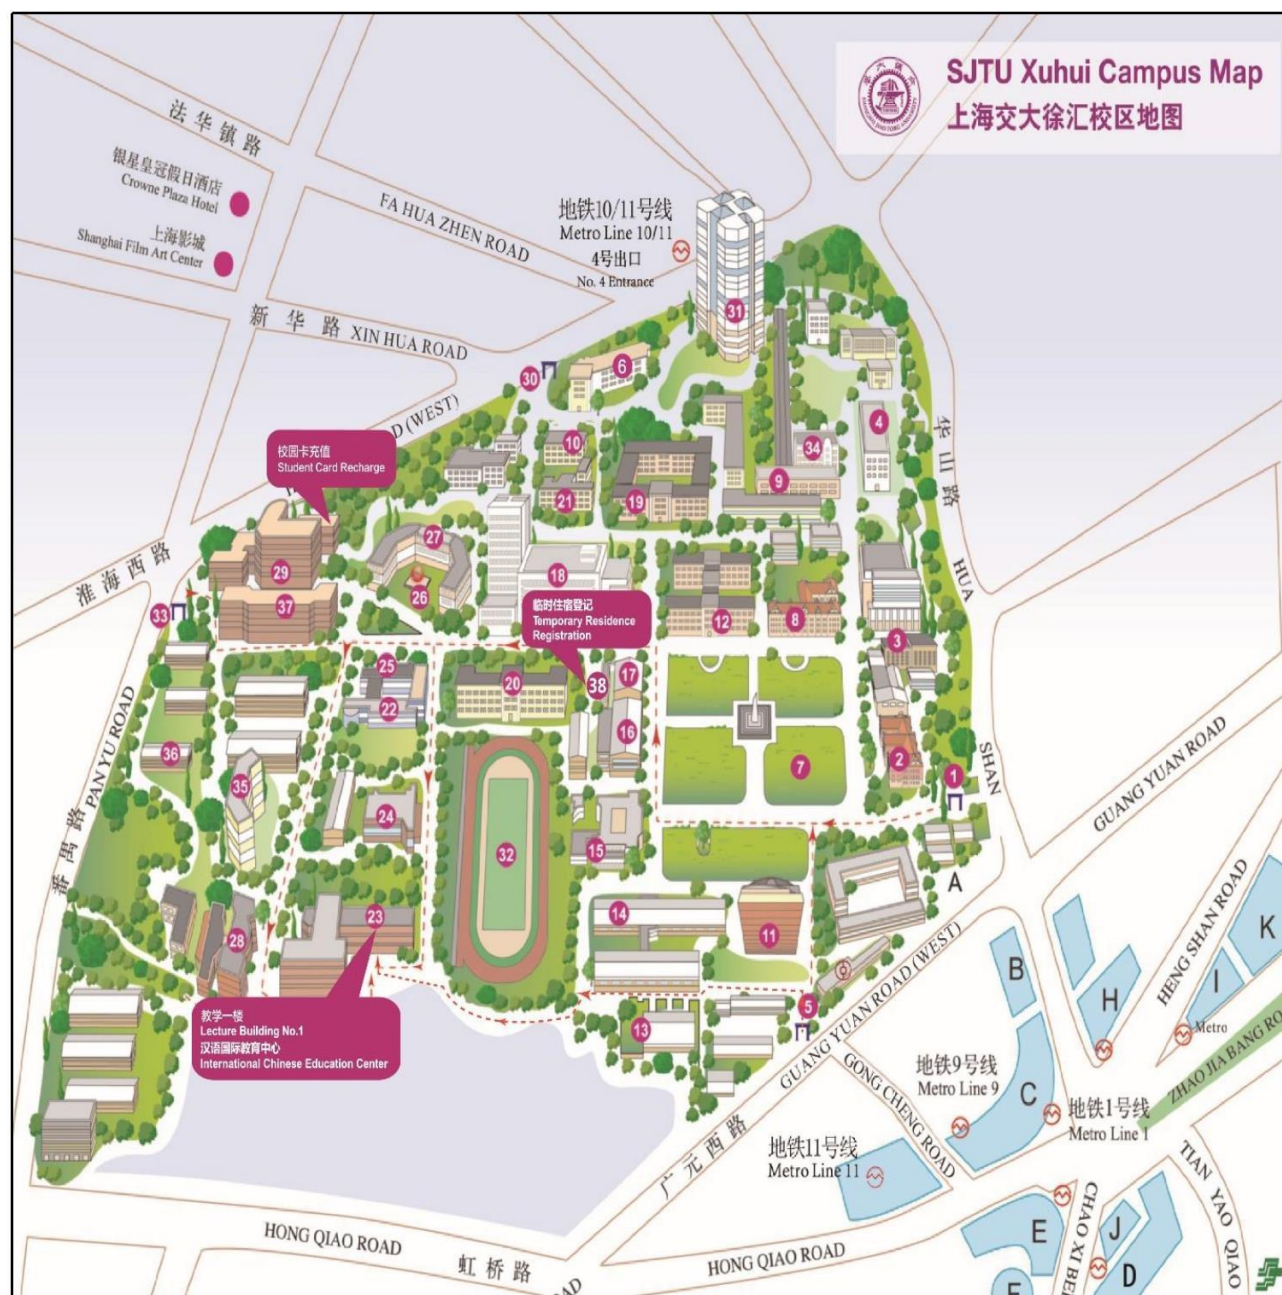 SJTU Xuhui Campus Map
上海交大徐汇校区地图
法华镇路
银星皇冠假日酒店
Crowne Plaza Hotel
上海影城
Shanghai Film Art Center
FA HUA ZHEN ROAD
地铁10/11号线
Metro Line 10/11
4号出口
No. 4 Entrance
新华路 XIN HUA ROAD
31
30
6
D (WEST)
4
华山路
校园卡充值
Student Card Recharge
10
34
9
21
19
27
淮海西路
29
18
HUA
33
37
26
临时住宿登记
Temporary Residence
Registration
12
8
3
25
20
38
17
22
16
PAN YU ROAD
36
35
7
2
1
SHAN
GUANG YUAN ROAD
24
番禺路
32
15
A
HENG SHAN ROAD
23
14
28
11
B
K
H
I
教学一楼
Lecture Building No.1
汉语国际教育中心
International Chinese Education Center
13
5
GUANG YUAN ROAD (WEST)
Metro
ZHAO JIA BANG RO
GONG CHENG ROAD
地铁9号线
Metro Line 9
C
地铁1号线
Metro Line 1
广元西路
地铁11号线
Metro Line 11
TIAN YAO QIAO
CHAO XI BEI
HONG QIAO ROAD
虹桥路
HONG QIAO ROAD
E
J
D
F
OAD